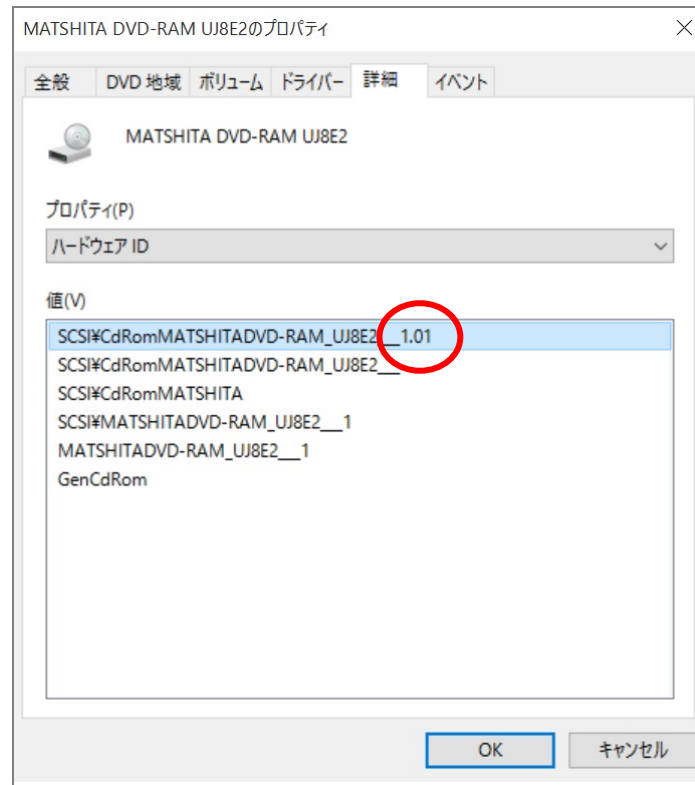 MATSHITA DVD-RAM UJ8E2のプロパティ
全般 DVD 地域 ボリューム ドライバー 詳細 イベント
MATSHITA DVD-RAM UJ8E2
プロパティ(P)
ハードウェア ID
値(V)
SCSI¥CdRomMATSHITADVD-RAM_UJ8E2___1.01
SCSI¥CdRomMATSHITADVD-RAM_UJ8E2___
SCSI¥CdRomMATSHITA
SCSI¥MATSHITADVD-RAM_UJ8E2___1
MATSHITADVD-RAM_UJ8E2___1
GenCdRom
OK キャンセル